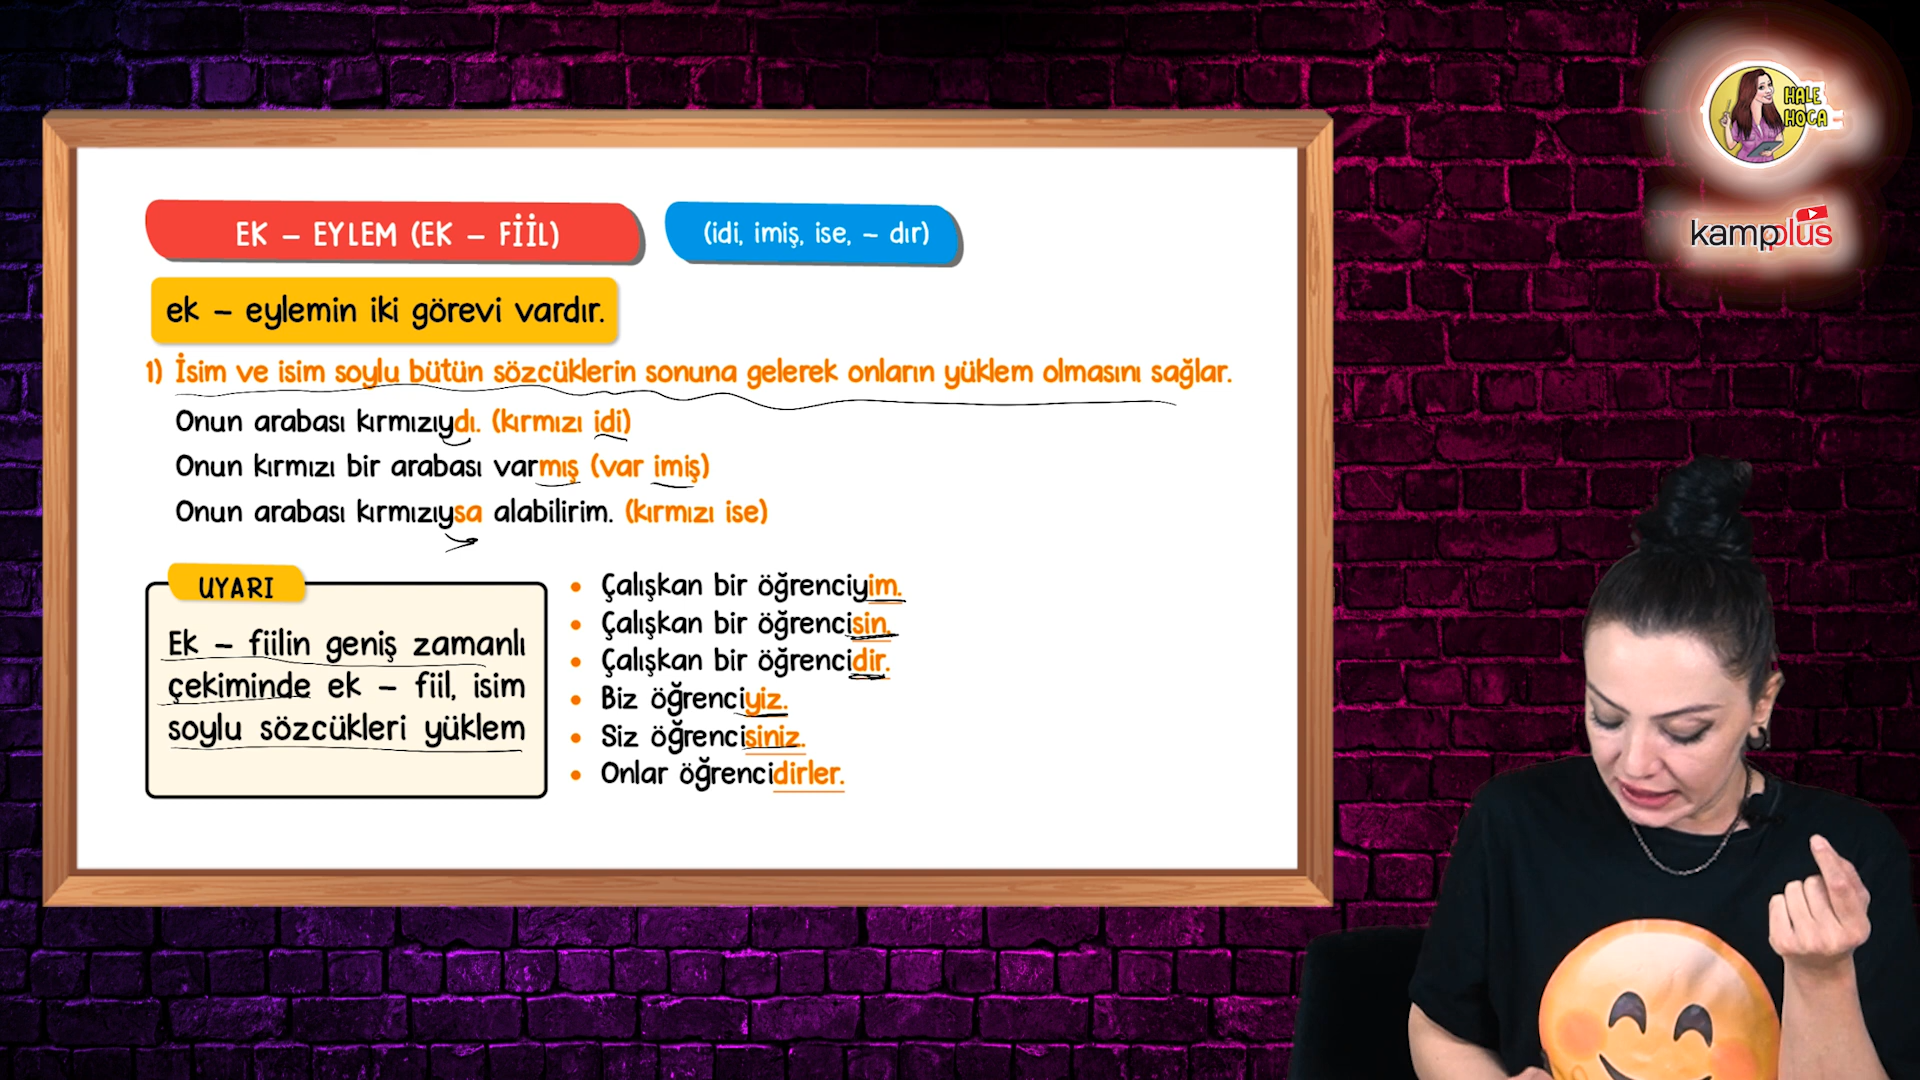 HALE
HOCA
kampplus
EK – EYLEM (EK – FİİL)
(idi, imiş, ise, – dır)
ek – eylemin iki görevi vardır.
1) İsim ve isim soylu bütün sözcüklerin sonuna gelerek onların yüklem olmasını sağlar.
Onun arabası kırmızıydı. (kırmızı idi)
Onun kırmızı bir arabası varmış (var imiş)
Onun arabası kırmızıysa alabilirim. (kırmızı ise)
UYARI
Ek – fiilin geniş zamanlı
çekiminde ek – fiil, isim
soylu sözcükleri yüklem
• Çalışkan bir öğrenciyim.
• Çalışkan bir öğrencisin.
• Çalışkan bir öğrencidir.
• Biz öğrenciyiz.
• Siz öğrencisiniz.
• Onlar öğrencidirler.